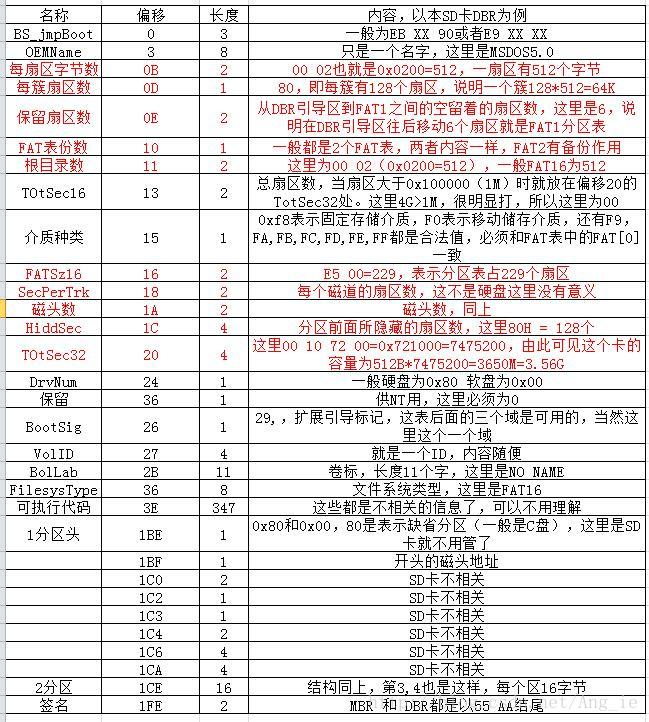 名称 偏移 长度 内容，以本SD卡DBR为例
BS_jmpBoot 0 3 一般为EB XX 90或者E9 XX XX
OEMName 3 8 只是一个名字，这里是MSDOS5.0
每扇区字节数 0B 2 00 02也就是0x0200=512，一扇区有512个字节
每簇扇区数 0D 1 80，即每簇有128个扇区，说明一个簇128*512=64K
保留扇区数 0E 2 从DBR引导区到FAT1之间的空留着的扇区数，这里是6，说
明在DBR引导区往后移动6个扇区就是FAT1分区表
FAT表份数 10 1 一般都是2个FAT表，两者内容一样，FAT2有备份作用
根目录数 11 2 这里为00 02（0x0200=512），一般FAT16为512
TOtSec16 13 2 总扇区数，当扇区大于0x100000（1M）时就放在偏移20的
TotSec32处。这里4G>1M，很明显打，所以这里为00
介质种类 15 1 0xf8表示固定存储介质，F0表示移动储存介质，还有F9，
FA,FB,FC,FD,FE,FF都是合法值，必须和FAT表中的FAT[0]
一致
FATSz16 16 2 E5 00=229，表示分区表占229个扇区
SecPerTrk 18 2 每个磁道的扇区数，这不是硬盘这里没有意义
磁头数 1A 2 磁头数，同上
HiddSec 1C 4 分区前面所隐藏的扇区数，这里80H = 128个
TOtSec32 20 4 这里00 10 72 00=0x721000=7475200，由此可见这个卡的
容量为512B*7475200=3650M=3.56G
DrvNum 24 1 一般硬盘为0x80 软盘为0x00
保留 36 1 供NT用，这里必须为0
BootSig 26 1 29,，扩展引导标记，这表后面的三个域是可用的，当然这
里这个一个域
VolID 27 4 就是一个ID，内容随便
BolLab 2B 11 卷标，长度11个字，这里是NO NAME
FilesysType 36 8 文件系统类型，这里是FAT16
可执行代码 3E 347 这些都是不相关的信息了，可以不用理解
1分区头 1BE 1 0x80和0x00，80是表示缺省分区（一般是C盘），这里是SD
卡就不用管了
1BF 1 开头的磁头地址
1C0 2 SD卡不相关
1C2 1 SD卡不相关
1C3 1 SD卡不相关
1C4 2 SD卡不相关
1C6 4 SD卡不相关
1CA 4 SD卡不相关
2分区 1CE 16 结构同上，第3,4也是这样，每个区16字节
签名 1FE 2 MBR 和 DBR都是以55 AA结尾